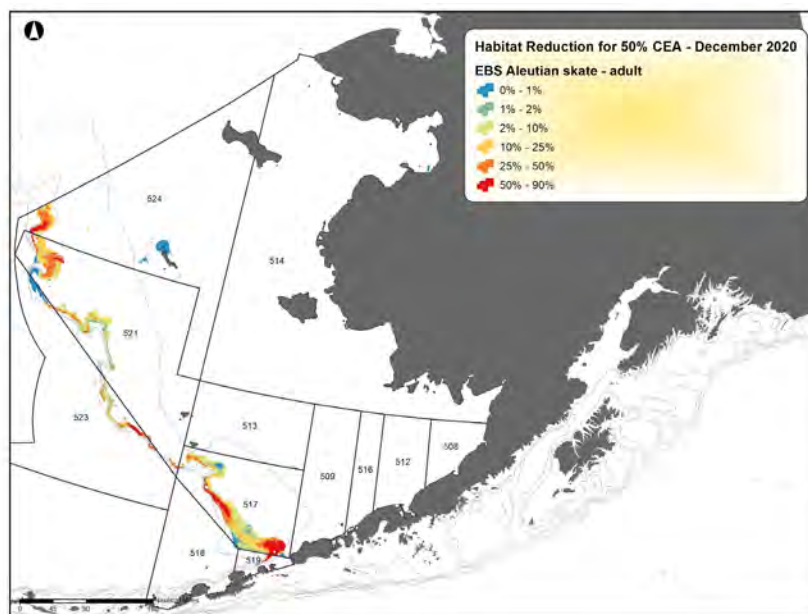 Habitat Reduction for 50% CEA - December 2020
EBS Aleutian skate - adult
0% - 1%
1% - 2%
2% - 10%
10% - 25%
25% - 50%
50% - 90%
524
514
521
523
513
509
516
512
508
517
518
519